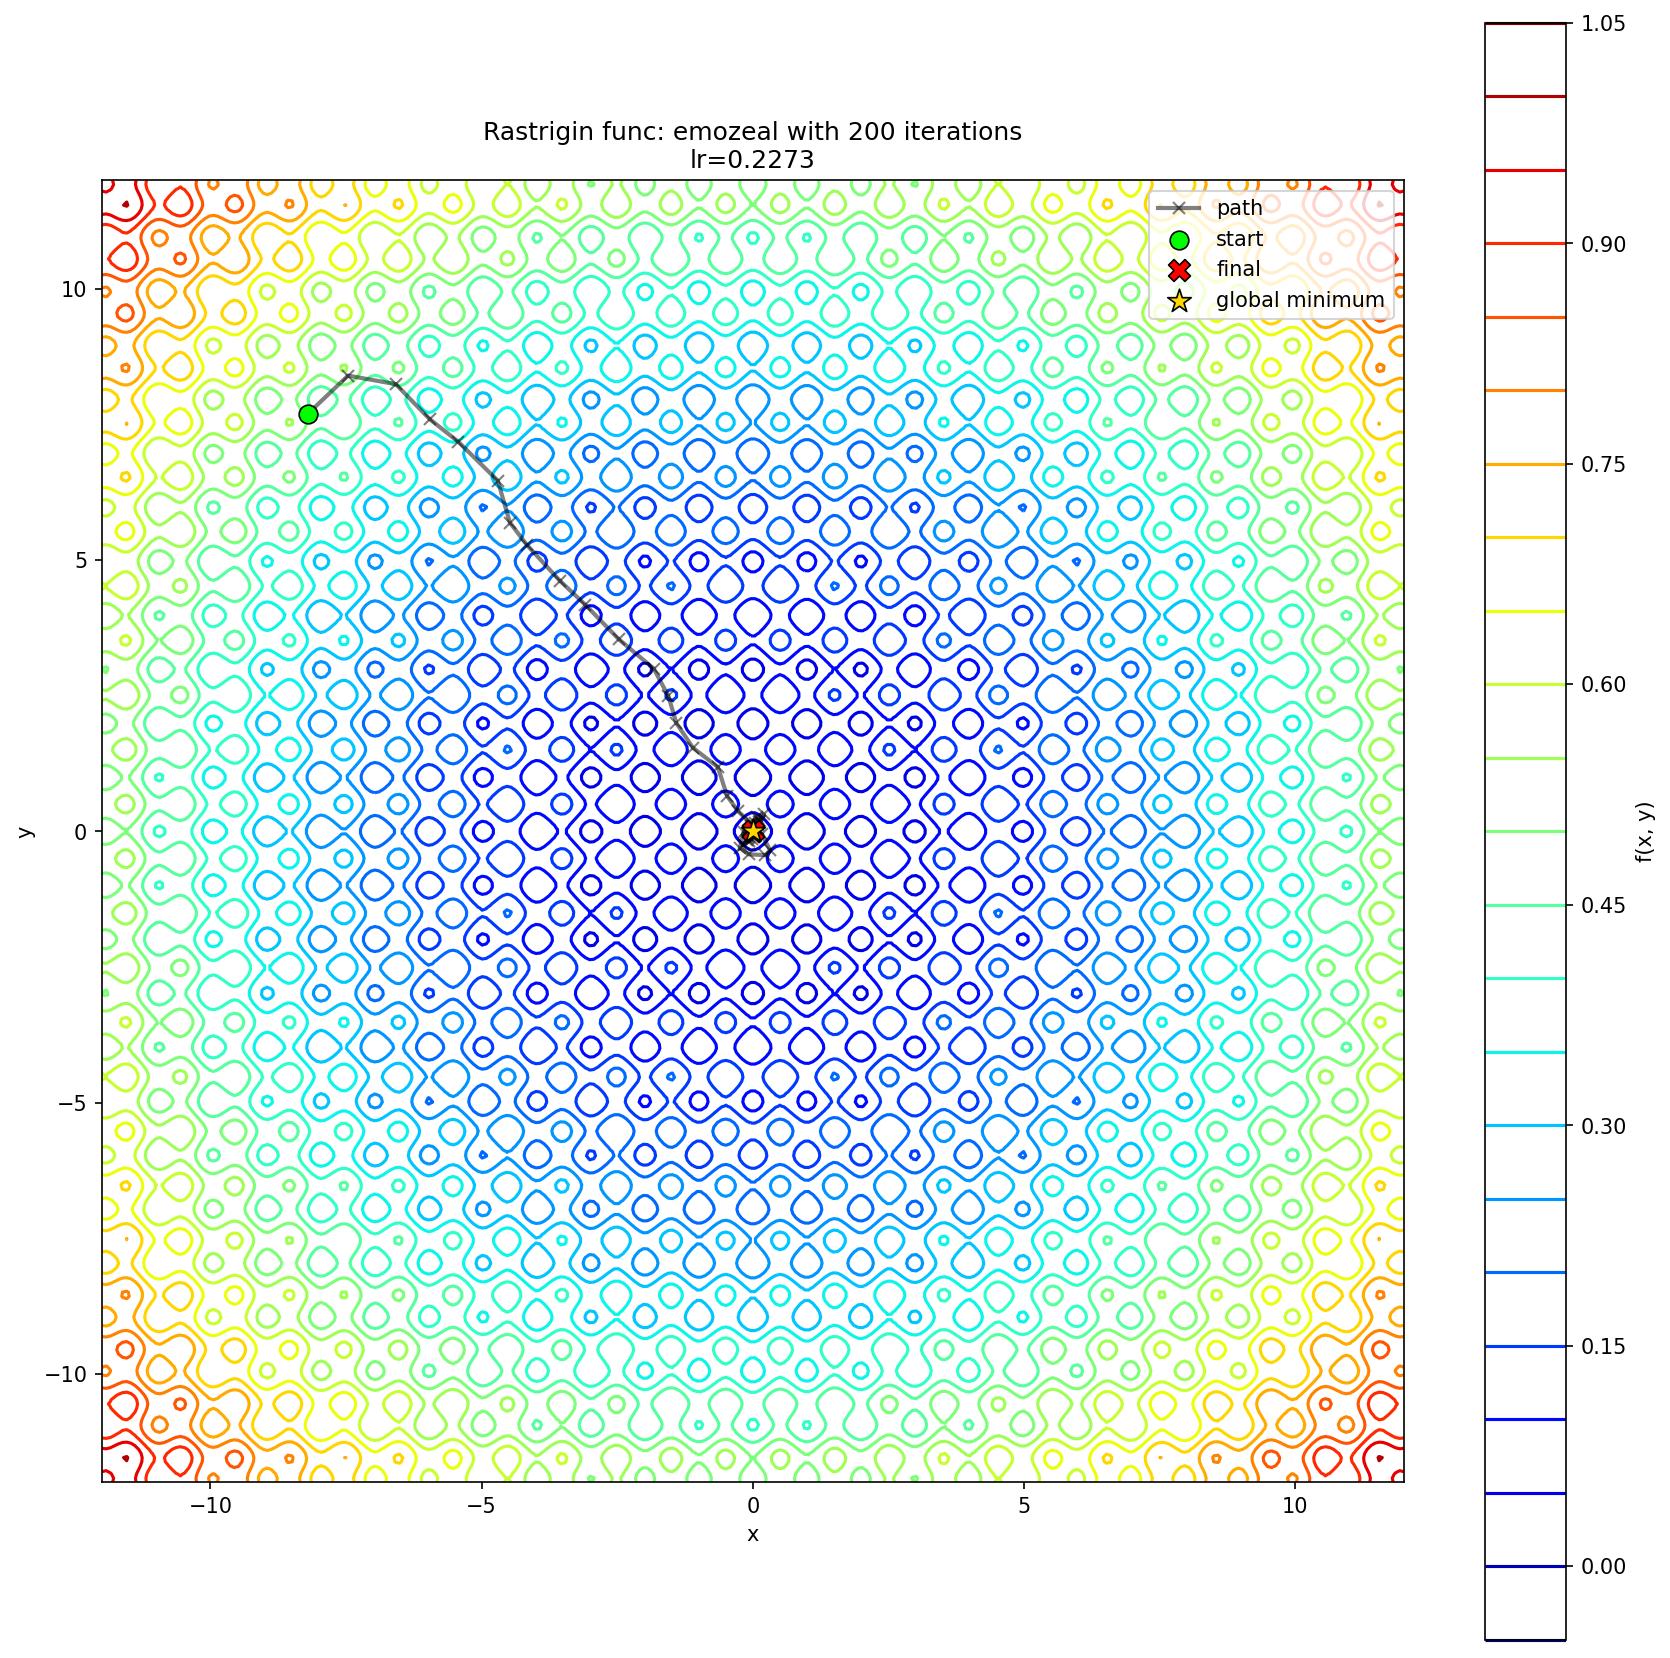 Rastrigin func: emozeal with 200 iterations
lr=0.2273
path
start
final
global minimum
10
5
0
−5
−10
y
−10
−5
0
5
10
x
1.05
0.90
0.75
0.60
0.45
0.30
0.15
0.00
f(x, y)